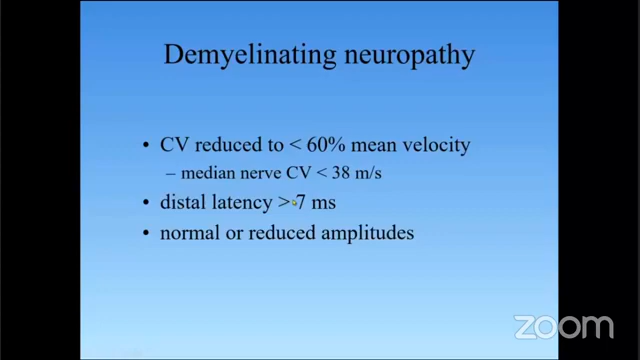 Demyelinating neuropathy
• CV reduced to < 60% mean velocity
– median nerve CV < 38 m/s
• distal latency > 7 ms
• normal or reduced amplitudes
zoom